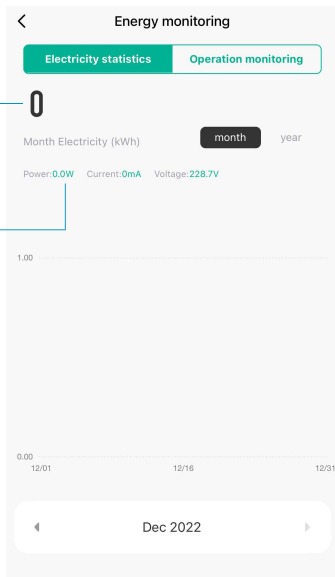 Energy monitoring
Electricity statistics Operation monitoring
0
Month Electricity (kWh) month year
Power:0.0W Current:0mA Voltage:228.7V
1.00
0.00
12/01 12/16 12/31
Dec 2022